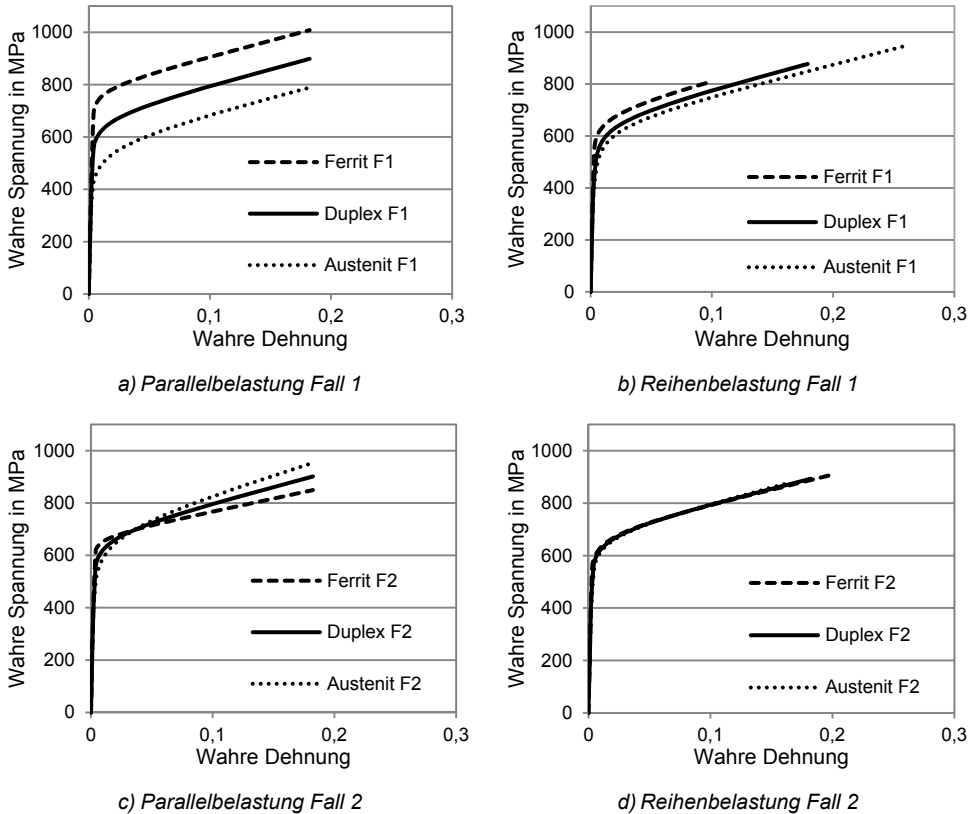 Wahre Spannung in MPa
1000
800
600
400
200
0
Ferrit F1
Duplex F1
Austenit F1
0
0,1
0,2
0,3
Wahre Dehnung
a) Parallelbelastung Fall 1
Wahre Spannung in MPa
1000
800
600
400
200
0
Ferrit F1
Duplex F1
Austenit F1
0
0,1
0,2
0,3
Wahre Dehnung
b) Reihenbelastung Fall 1
Wahre Spannung in MPa
1000
800
600
400
200
0
Ferrit F2
Duplex F2
Austenit F2
0
0,1
0,2
0,3
Wahre Dehnung
c) Parallelbelastung Fall 2
Wahre Spannung in MPa
1000
800
600
400
200
0
Ferrit F2
Duplex F2
Austenit F2
0
0,1
0,2
0,3
Wahre Dehnung
d) Reihenbelastung Fall 2